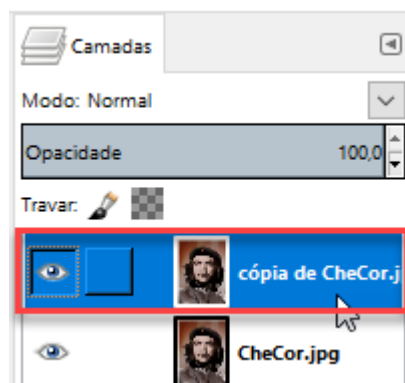 Camadas
Modo: Normal
Opacidade 100,0
Travar:
cópia de CheCor.j
CheCor.jpg